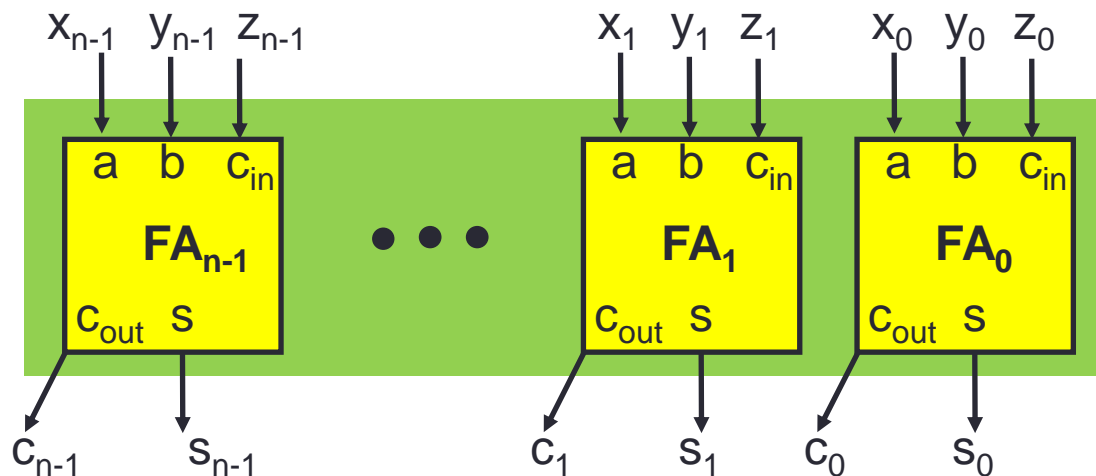 xₙ₋₁ yₙ₋₁ zₙ₋₁ x₁ y₁ z₁ x₀ y₀ z₀
a b cᵢₙ a b cᵢₙ a b cᵢₙ
FAₙ₋₁ • • • FA₁ FA₀
cₒᵤₜ s cₒᵤₜ s cₒᵤₜ s
cₙ₋₁ sₙ₋₁ c₁ s₁ c₀ s₀